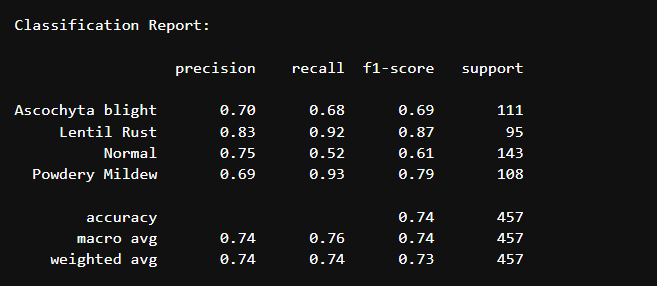 Classification Report:
precision recall f1-score support
Ascochyta blight 0.70 0.68 0.69 111
Lentil Rust 0.83 0.92 0.87 95
Normal 0.75 0.52 0.61 143
Powdery Mildew 0.69 0.93 0.79 108
accuracy 0.74 457
macro avg 0.74 0.76 0.74 457
weighted avg 0.74 0.74 0.73 457